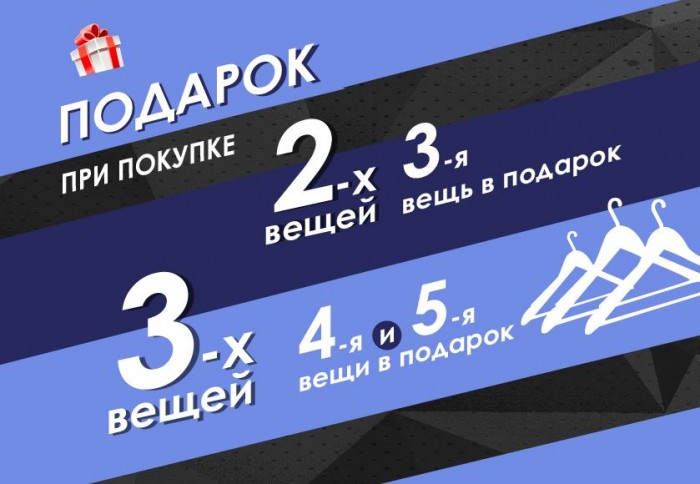 ПОДАРОК
ПРИ ПОКУПКЕ
2-х
вещей
3-я
вещь в подарок
3-х
вещей
4-я и 5-я
вещи в подарок